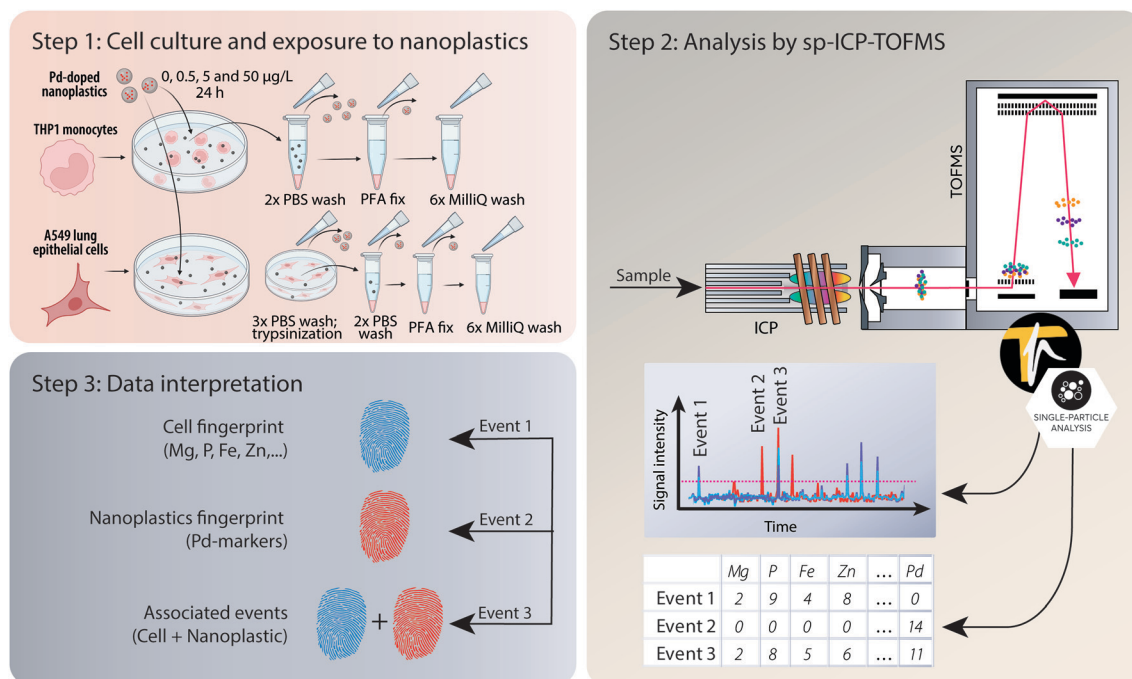 Step 1: Cell culture and exposure to nanoplastics
Pd-doped
nanoplastics
0, 0.5, 5 and 50 µg/L
24 h
THP1 monocytes
2x PBS wash
PFA fix
6x MilliQ wash
A549 lung
epithelial cells
3x PBS wash;
trypsinization
2x PBS
wash
PFA fix
6x MilliQ wash
Step 2: Analysis by sp-ICP-TOFMS
TOFMS
Sample
ICP
SINGLE-PARTICLE
ANALYSIS
Signal intensity
Event 1
Event 2
Event 3
Time
Mg P Fe Zn ... Pd
Event 1 2 9 4 8 ... 0
Event 2 0 0 0 0 ... 14
Event 3 2 8 5 6 ... 11
Step 3: Data interpretation
Cell fingerprint
(Mg, P, Fe, Zn,...)
Event 1
Nanoplastics fingerprint
(Pd-markers)
Event 2
Associated events
(Cell + Nanoplastic)
+
Event 3